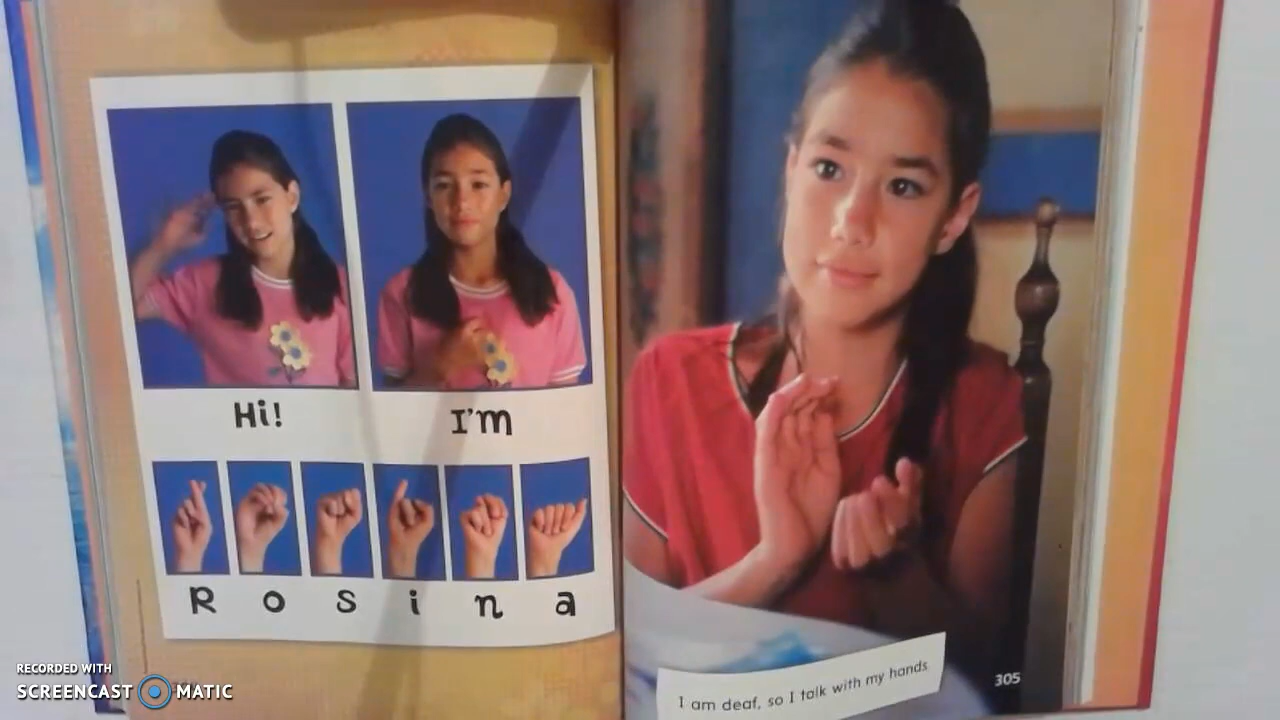 Hi! I'm
R o s i n a
I am deaf, so I talk with my hands.
305
RECORDED WITH
SCREENCAST MATIC